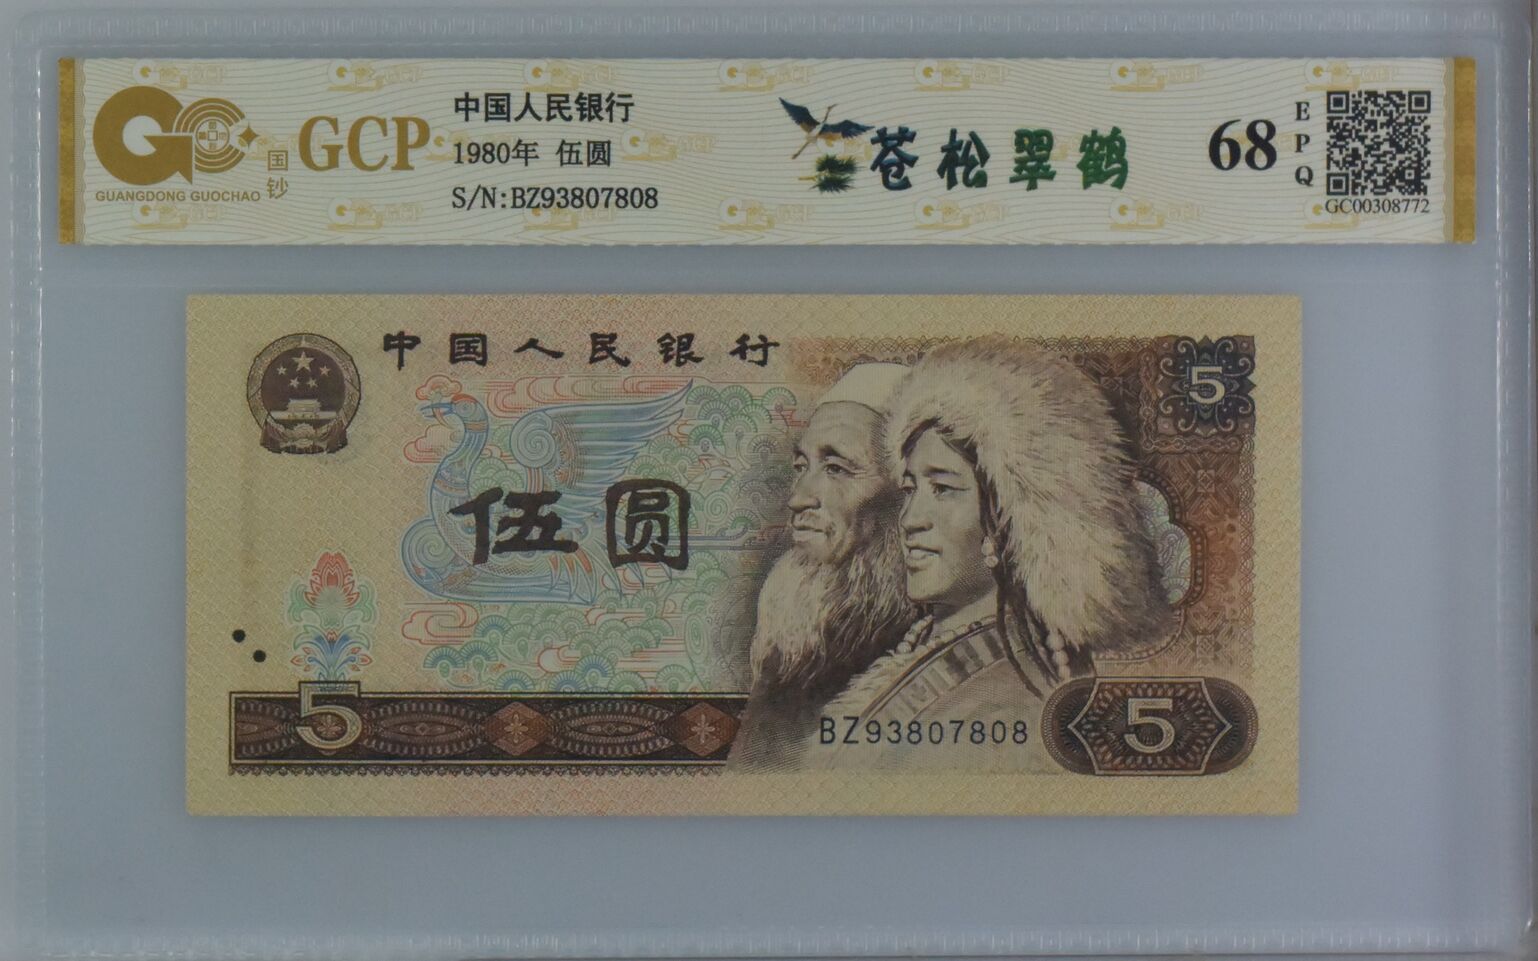 GCP
国钞
GUANGDONG GUOCHAO
中国人民银行
1980年 伍圆
S/N:BZ93807808
苍松翠鹤
68
EPQ
GC00308772
中国人民银行
5
伍圆
5
BZ93807808
5